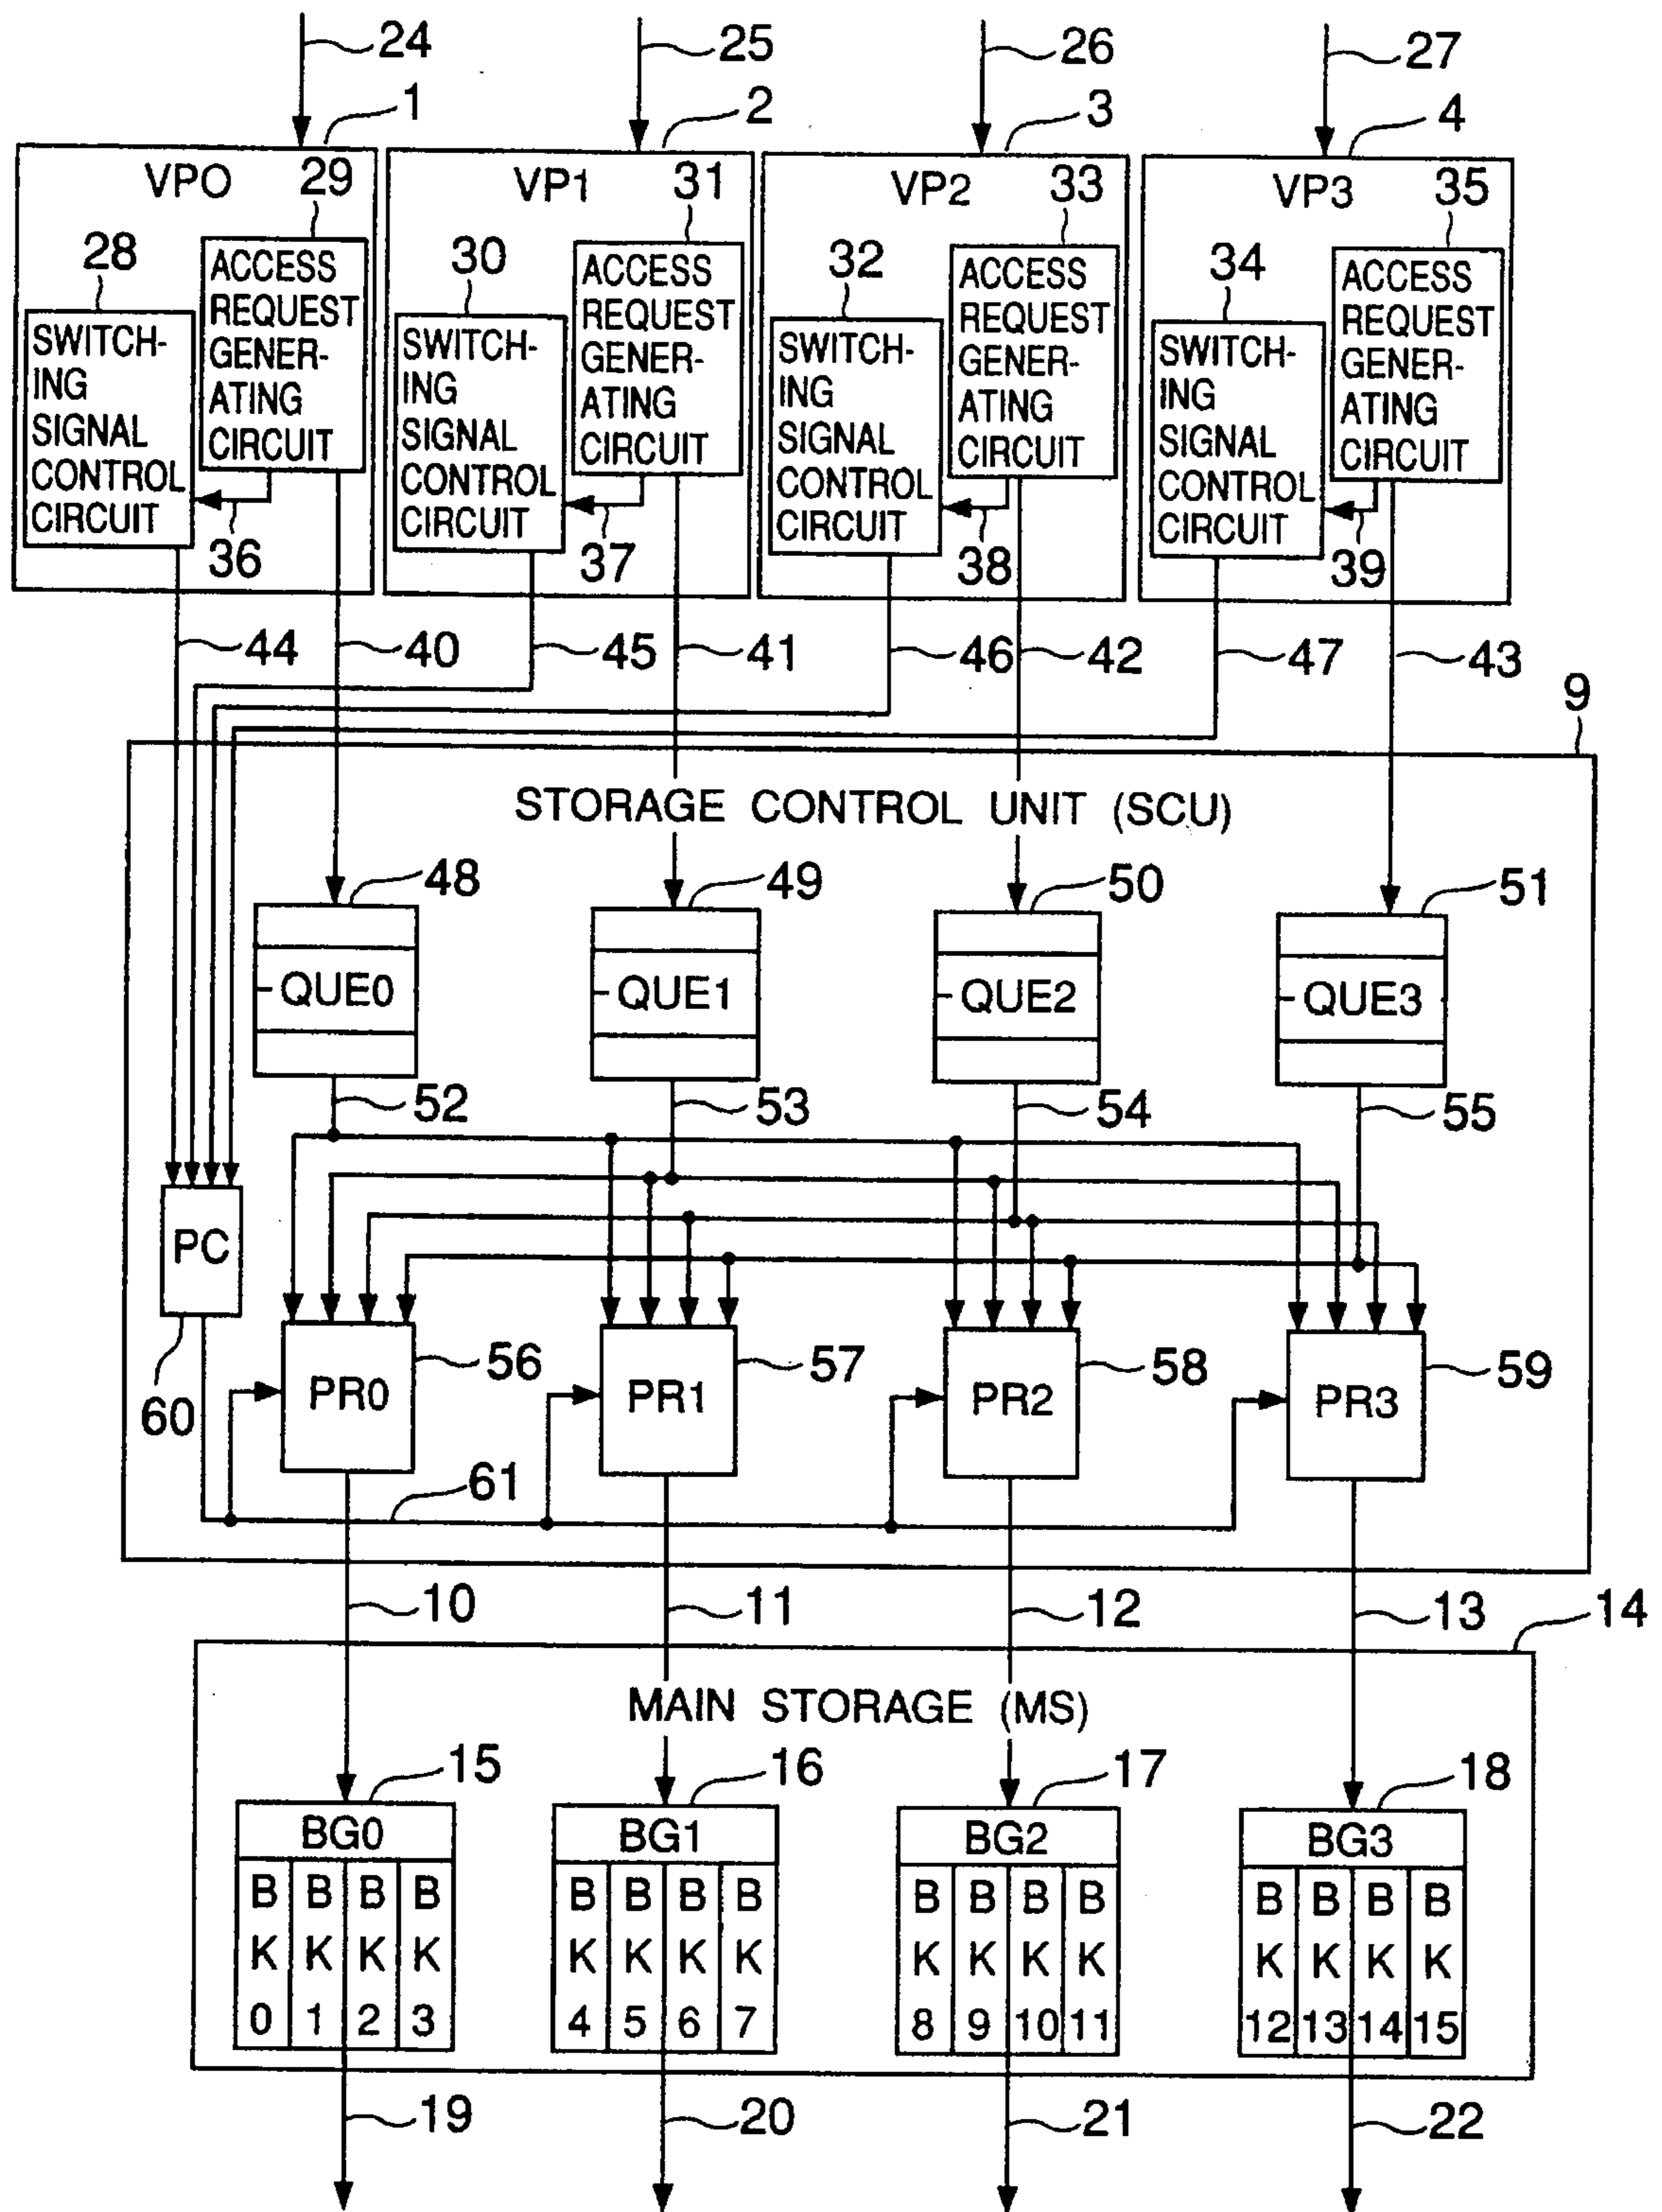 24 25 26 27
1 2 3 4
VP0 29 VP1 31 VP2 33 VP3 35
28 30 32 34
ACCESS
REQUEST
GENER-
ATING
CIRCUIT
SWITCH-
ING
SIGNAL
CONTROL
CIRCUIT
ACCESS
REQUEST
GENER-
ATING
CIRCUIT
SWITCH-
ING
SIGNAL
CONTROL
CIRCUIT
ACCESS
REQUEST
GENER-
ATING
CIRCUIT
SWITCH-
ING
SIGNAL
CONTROL
CIRCUIT
ACCESS
REQUEST
GENER-
ATING
CIRCUIT
SWITCH-
ING
SIGNAL
CONTROL
CIRCUIT
36 37 38 39
44 40 45 41 46 42 47 43
9
STORAGE CONTROL UNIT (SCU)
48 49 50 51
QUE0 QUE1 QUE2 QUE3
52 53 54 55
PC
56 57 58 59
PR0 PR1 PR2 PR3
60
61
10 11 12 13 14
MAIN STORAGE (MS)
15 16 17 18
BG0 BG1 BG2 BG3
B B B B B B B B B B B B B B B B
K K K K K K K K K K K K K K K K
0 1 2 3 4 5 6 7 8 9 10 11 12 13 14 15
19 20 21 22